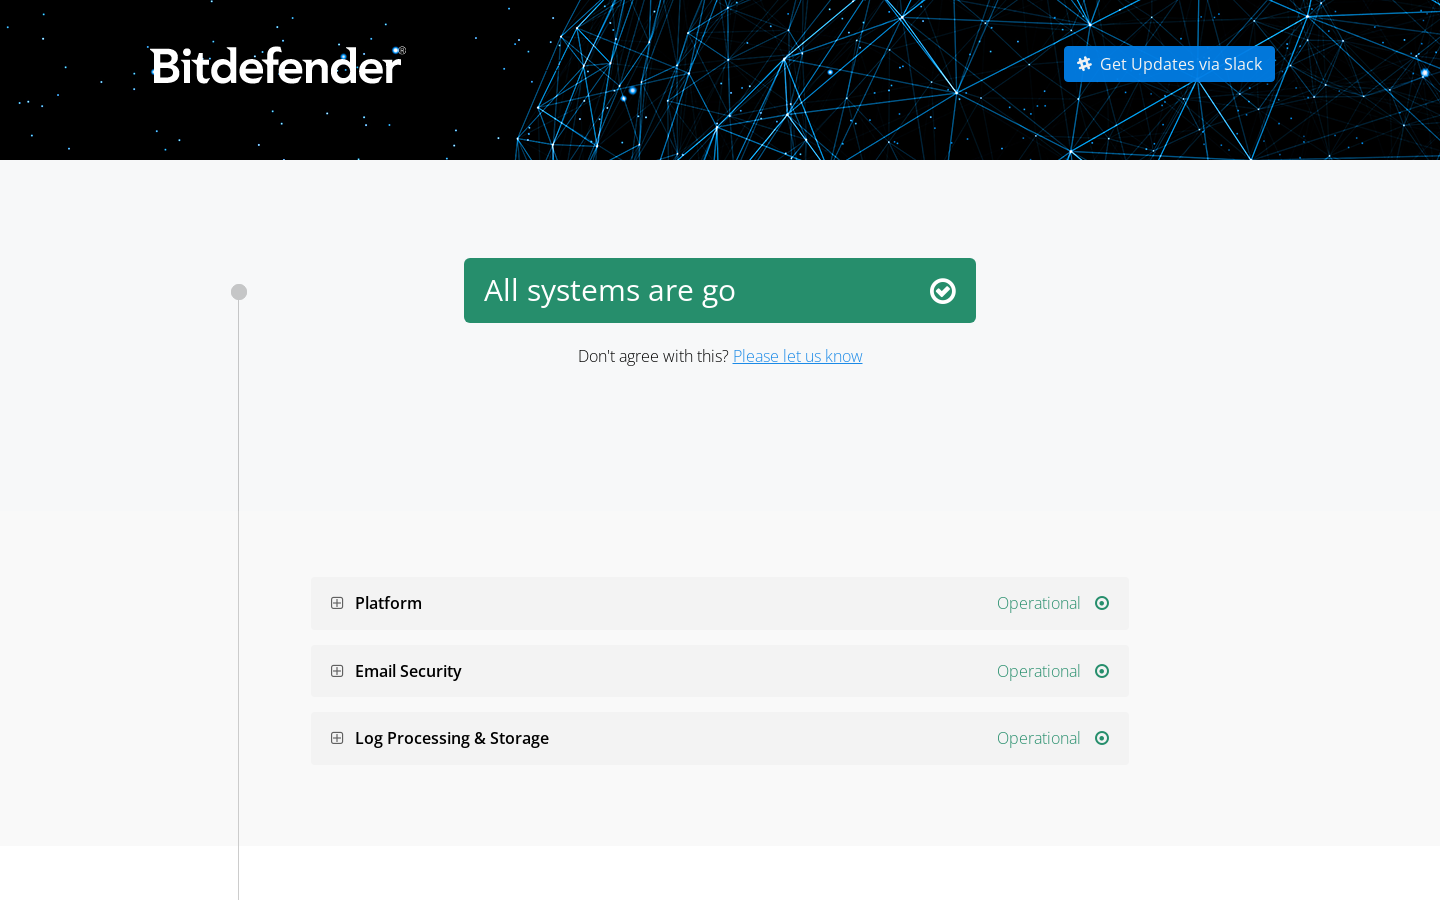 Bitdefender®
Get Updates via Slack
All systems are go
Don't agree with this? Please let us know
Platform Operational
Email Security Operational
Log Processing & Storage Operational